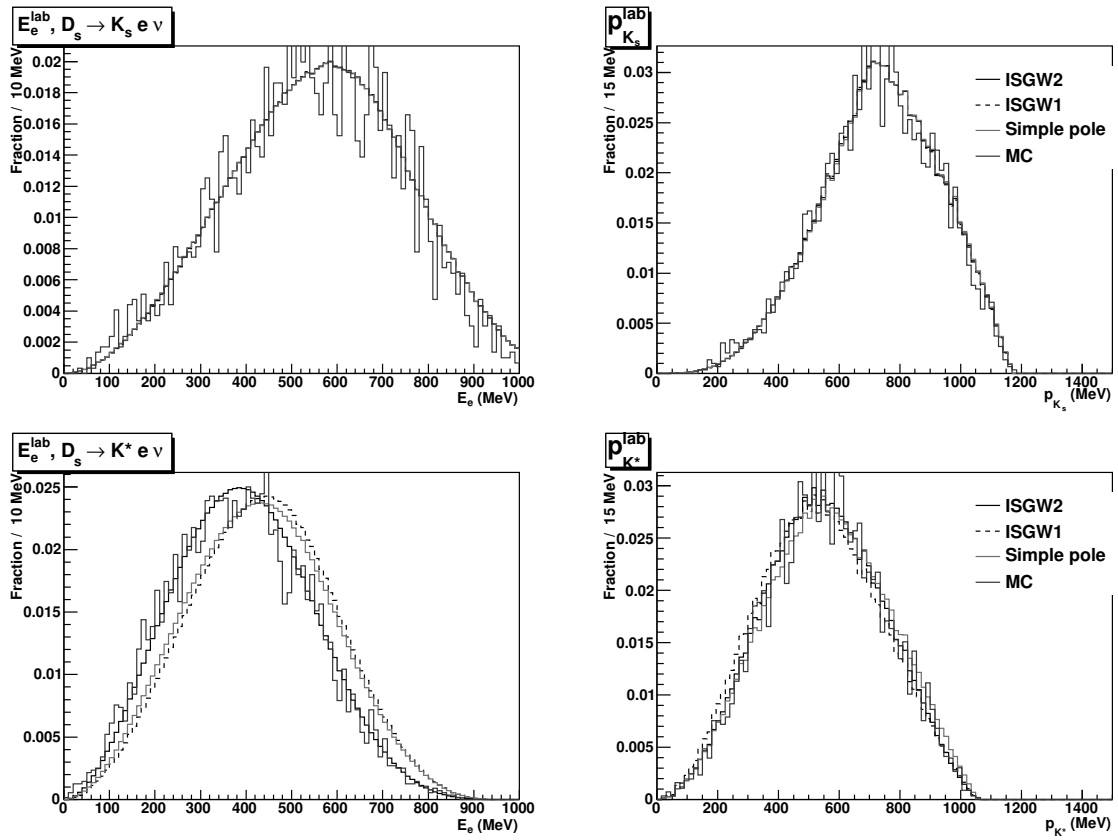 E_e^lab, D_s → K_s e ν
Fraction / 10 MeV
0.02
0.018
0.016
0.014
0.012
0.01
0.008
0.006
0.004
0.002
0
0 100 200 300 400 500 600 700 800 900 1000
E_e (MeV)
p_{K_s}^lab
Fraction / 15 MeV
0.03
0.025
0.02
0.015
0.01
0.005
0
0 200 400 600 800 1000 1200 1400
p_{K_s} (MeV)
ISGW2
ISGW1
Simple pole
MC
E_e^lab, D_s → K* e ν
Fraction / 10 MeV
0.025
0.02
0.015
0.01
0.005
0
0 100 200 300 400 500 600 700 800 900 1000
E_e (MeV)
p_{K*}^lab
Fraction / 15 MeV
0.03
0.025
0.02
0.015
0.01
0.005
0
0 200 400 600 800 1000 1200 1400
p_{K*} (MeV)
ISGW2
ISGW1
Simple pole
MC